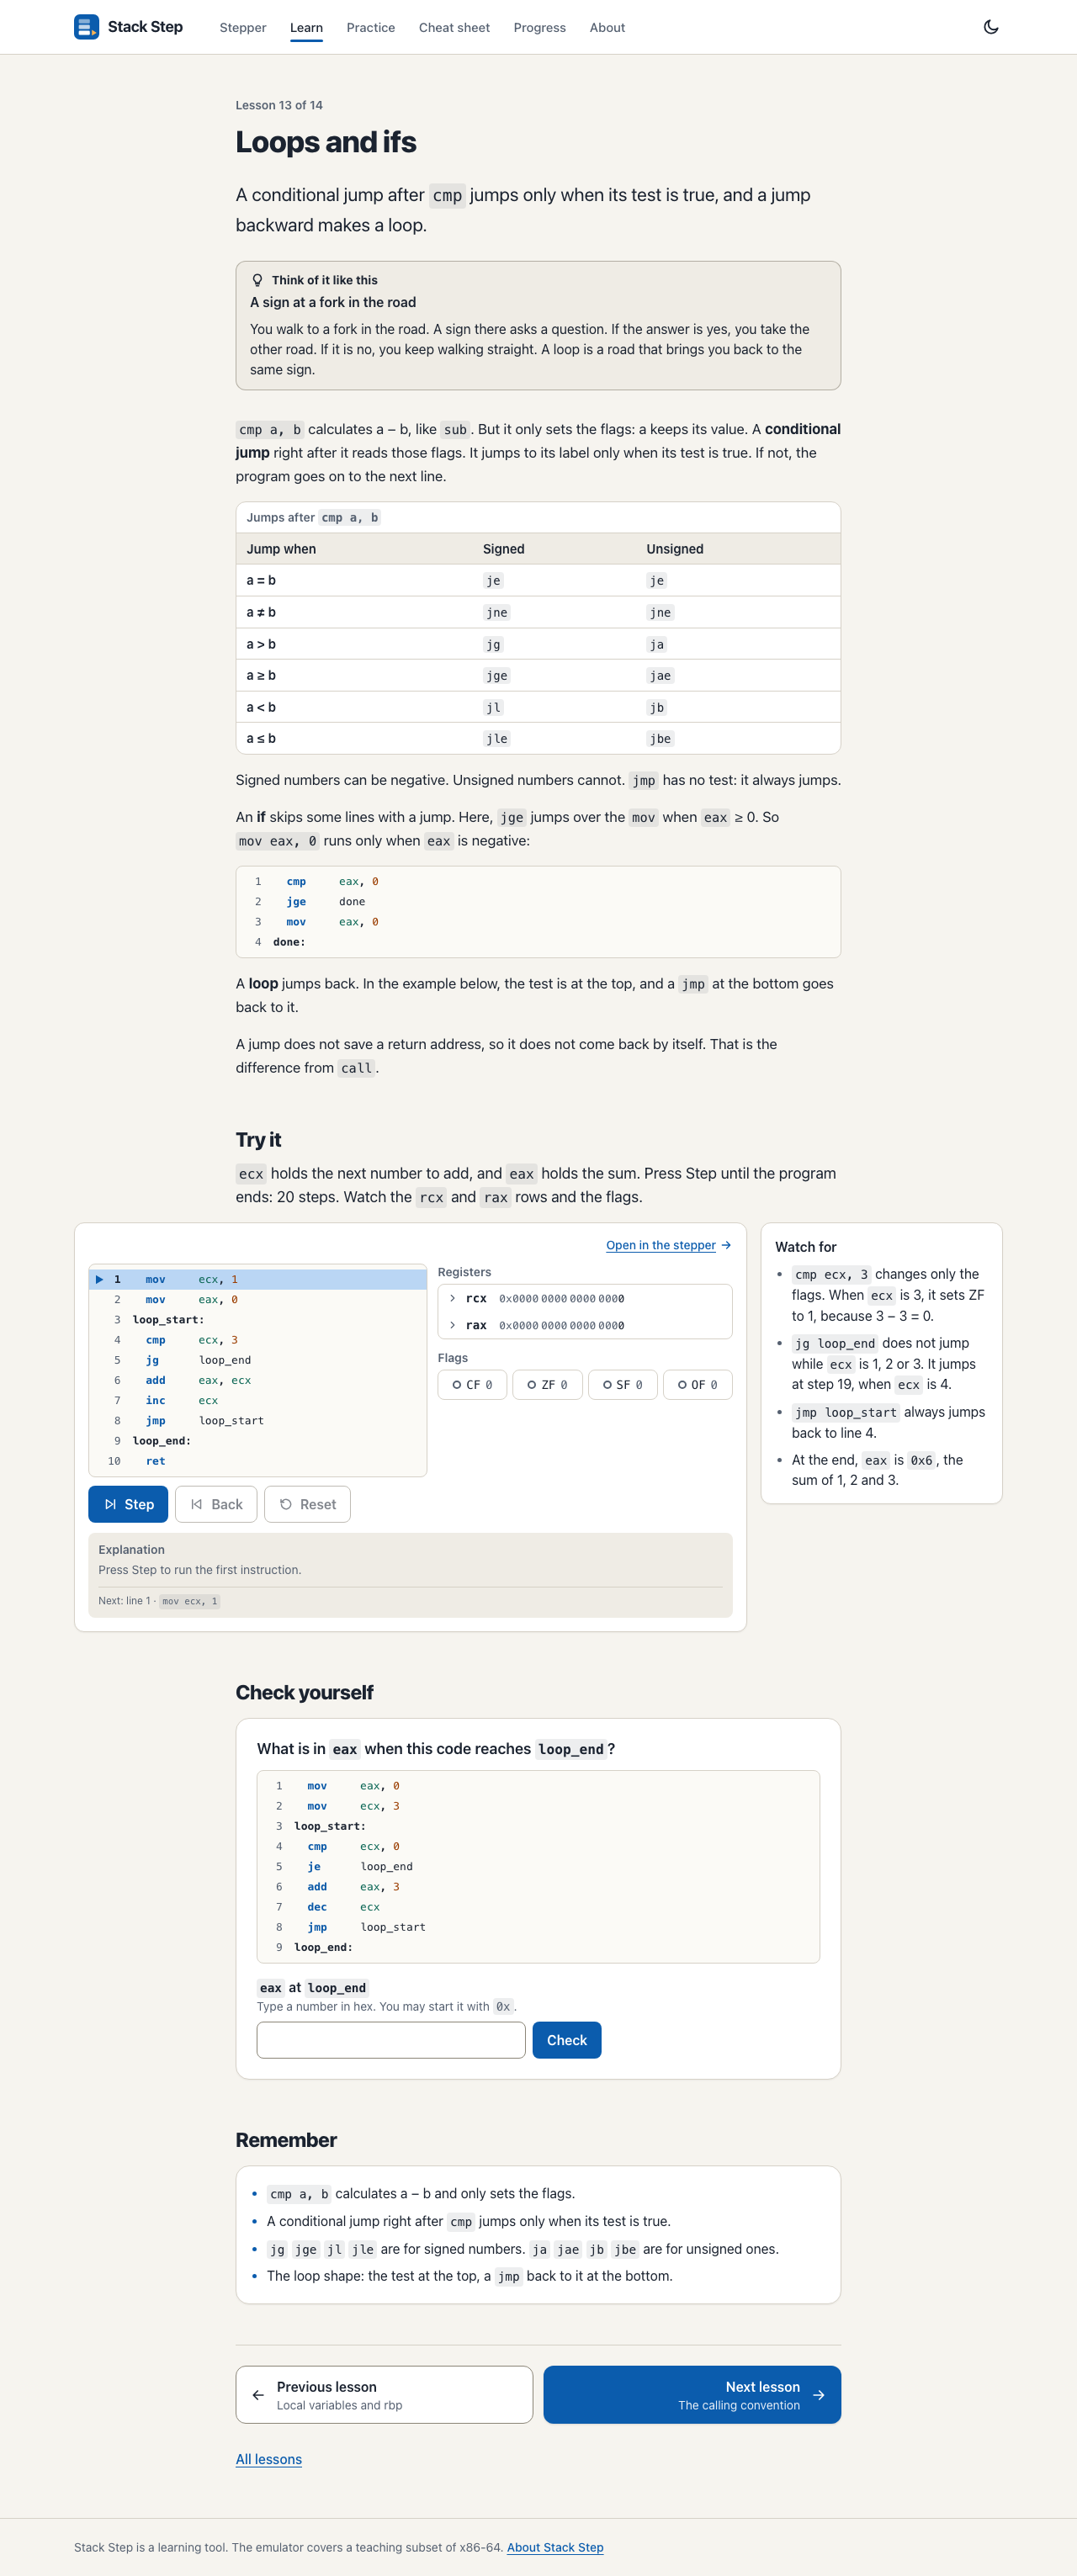 Stack Step
Stepper
Learn
Practice
Cheat sheet
Progress
About
Lesson 13 of 14
Loops and ifs
A conditional jump after cmp jumps only when its test is true, and a jump
backward makes a loop.
Think of it like this
A sign at a fork in the road
You walk to a fork in the road. A sign there asks a question. If the answer is yes, you take the
other road. If it is no, you keep walking straight. A loop is a road that brings you back to the
same sign.
cmp a, b calculates a − b, like sub. But it only sets the flags: a keeps its value. A conditional
jump right after it reads those flags. It jumps to its label only when its test is true. If not, the
program goes on to the next line.
Jumps after cmp a, b
Jump when Signed Unsigned
a = b je je
a ≠ b jne jne
a > b jg ja
a ≥ b jge jae
a < b jl jb
a ≤ b jle jbe
Signed numbers can be negative. Unsigned numbers cannot. jmp has no test: it always jumps.
An if skips some lines with a jump. Here, jge jumps over the mov when eax ≥ 0. So
mov eax, 0 runs only when eax is negative:
1 cmp eax, 0
2 jge done
3 mov eax, 0
4 done:
A loop jumps back. In the example below, the test is at the top, and a jmp at the bottom goes
back to it.
A jump does not save a return address, so it does not come back by itself. That is the
difference from call.
Try it
ecx holds the next number to add, and eax holds the sum. Press Step until the program
ends: 20 steps. Watch the rcx and rax rows and the flags.
Open in the stepper →
1 mov ecx, 1
2 mov eax, 0
3 loop_start:
4 cmp ecx, 3
5 jg loop_end
6 add eax, ecx
7 inc ecx
8 jmp loop_start
9 loop_end:
10 ret
Registers
rcx 0x0000 0000 0000 0000
rax 0x0000 0000 0000 0000
Flags
CF 0
ZF 0
SF 0
OF 0
Step
Back
Reset
Explanation
Press Step to run the first instruction.
Next: line 1 · mov ecx, 1
Watch for
• cmp ecx, 3 changes only the
flags. When ecx is 3, it sets ZF
to 1, because 3 − 3 = 0.
• jg loop_end does not jump
while ecx is 1, 2 or 3. It jumps
at step 19, when ecx is 4.
• jmp loop_start always jumps
back to line 4.
• At the end, eax is 0x6, the
sum of 1, 2 and 3.
Check yourself
What is in eax when this code reaches loop_end?
1 mov eax, 0
2 mov ecx, 3
3 loop_start:
4 cmp ecx, 0
5 je loop_end
6 add eax, 3
7 dec ecx
8 jmp loop_start
9 loop_end:
eax at loop_end
Type a number in hex. You may start it with 0x.
Check
Remember
• cmp a, b calculates a − b and only sets the flags.
• A conditional jump right after cmp jumps only when its test is true.
• jg jge jl jle are for signed numbers. ja jae jb jbe are for unsigned ones.
• The loop shape: the test at the top, a jmp back to it at the bottom.
← Previous lesson
Local variables and rbp
Next lesson →
The calling convention
All lessons
Stack Step is a learning tool. The emulator covers a teaching subset of x86-64. About Stack Step